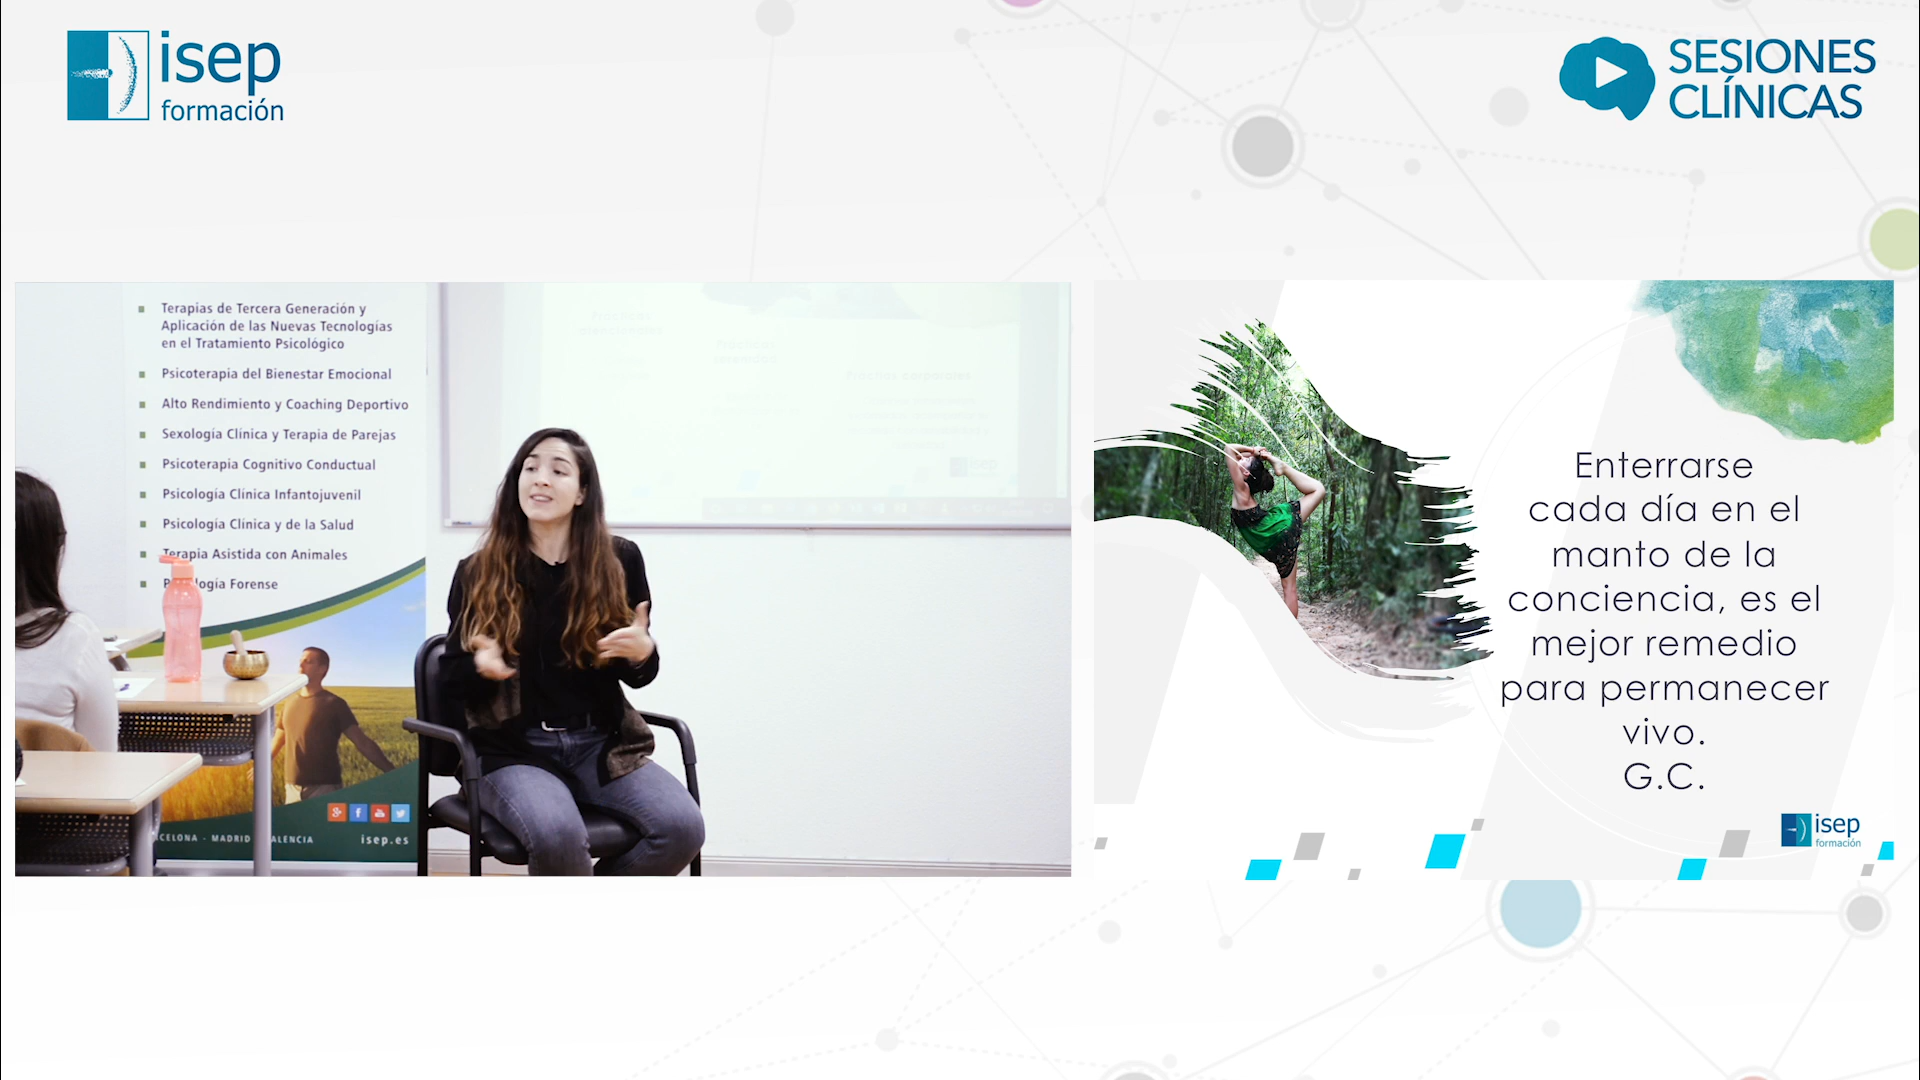 isep
formación
SESIONES
CLÍNICAS
Terapias de Tercera Generación y
Aplicación de las Nuevas Tecnologías
en el Tratamiento Psicológico
Psicoterapia del Bienestar Emocional
Alto Rendimiento y Coaching Deportivo
Sexología Clínica y Terapia de Parejas
Psicoterapia Cognitivo Conductual
Psicología Clínica Infantojuvenil
Psicología Clínica y de la Salud
Terapia Asistida con Animales
P logía Forense
CELONA - MADRID ALENCIA
isep.es
Enterrarse
cada día en el
manto de la
conciencia, es el
mejor remedio
para permanecer
vivo.
G.C.
isep
formación